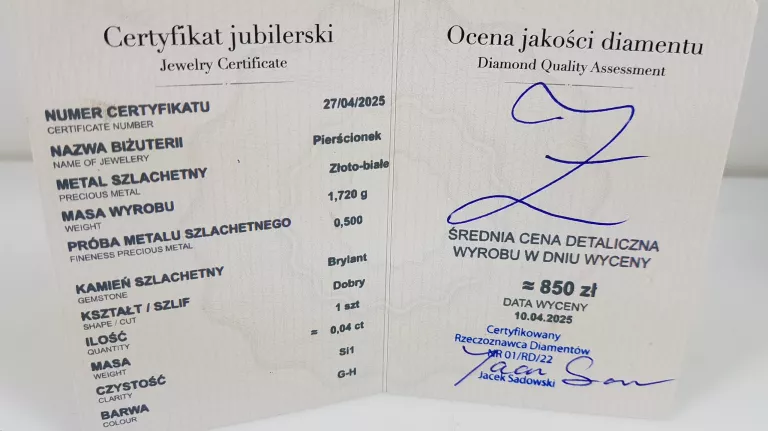 Certyfikat jubilerski
Jewelry Certificate
NUMER CERTYFIKATU 27/04/2025
CERTIFICATE NUMBER
NAZWA BIŻUTERII Pierścionek
NAME OF JEWELERY
METAL SZLACHETNY Złoto-białe
PRECIOUS METAL
MASA WYROBU 1,720 g
WEIGHT
PRÓBA METALU SZLACHETNEGO 0,500
FINENESS PRECIOUS METAL
KAMIEŃ SZLACHETNY Brylant
GEMSTONE
KSZTAŁT / SZLIF Dobry
SHAPE / CUT
ILOŚĆ 1 szt
QUANTITY
MASA ≈ 0,04 ct
WEIGHT
CZYSTOŚĆ Si1
CLARITY
BARWA G-H
COLOUR
Ocena jakości diamentu
Diamond Quality Assessment
ŚREDNIA CENA DETALICZNA
WYROBU W DNIU WYCENY
≈ 850 zł
DATA WYCENY
10.04.2025
Certyfikowany
Rzeczoznawca Diamentów
NR 01/RD/22
Jacek Sadowski